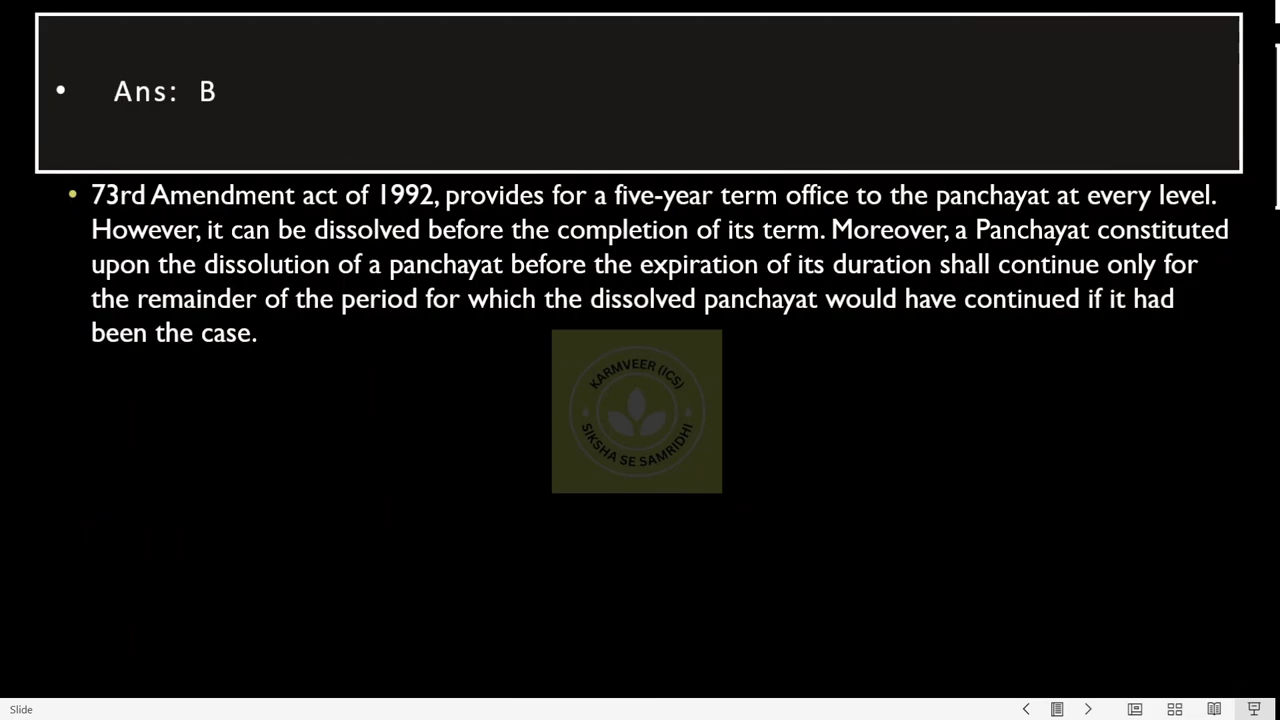 • Ans: B
• 73rd Amendment act of 1992, provides for a five-year term office to the panchayat at every level.
However, it can be dissolved before the completion of its term. Moreover, a Panchayat constituted
upon the dissolution of a panchayat before the expiration of its duration shall continue only for
the remainder of the period for which the dissolved panchayat would have continued if it had
been the case.
KARMVEER (ICS)
SIKSHA SE SAMRIDHI
Slide